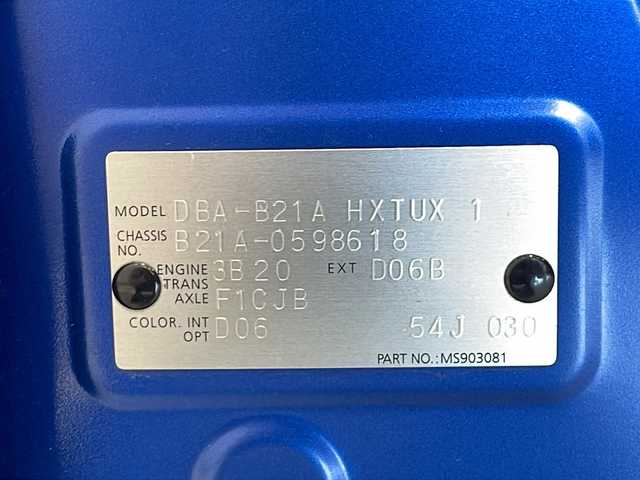 MODEL DBA-B21A HXTUX 1
CHASSIS NO. B21A-0598618
ENGINE 3B20 EXT D06B
TRANS AXLE F1CJB
COLOR. INT OPT D06 54J 030
PART NO.:MS903081